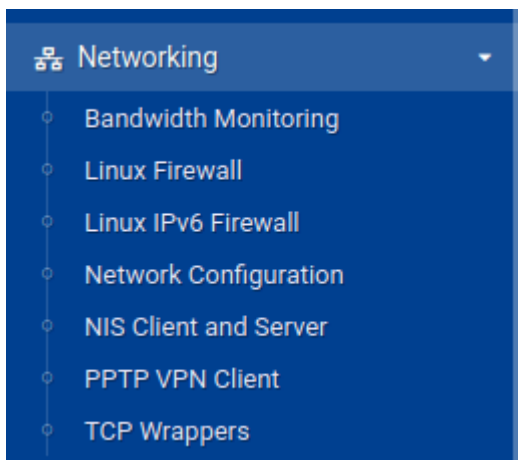 Networking
Bandwidth Monitoring
Linux Firewall
Linux IPv6 Firewall
Network Configuration
NIS Client and Server
PPTP VPN Client
TCP Wrappers